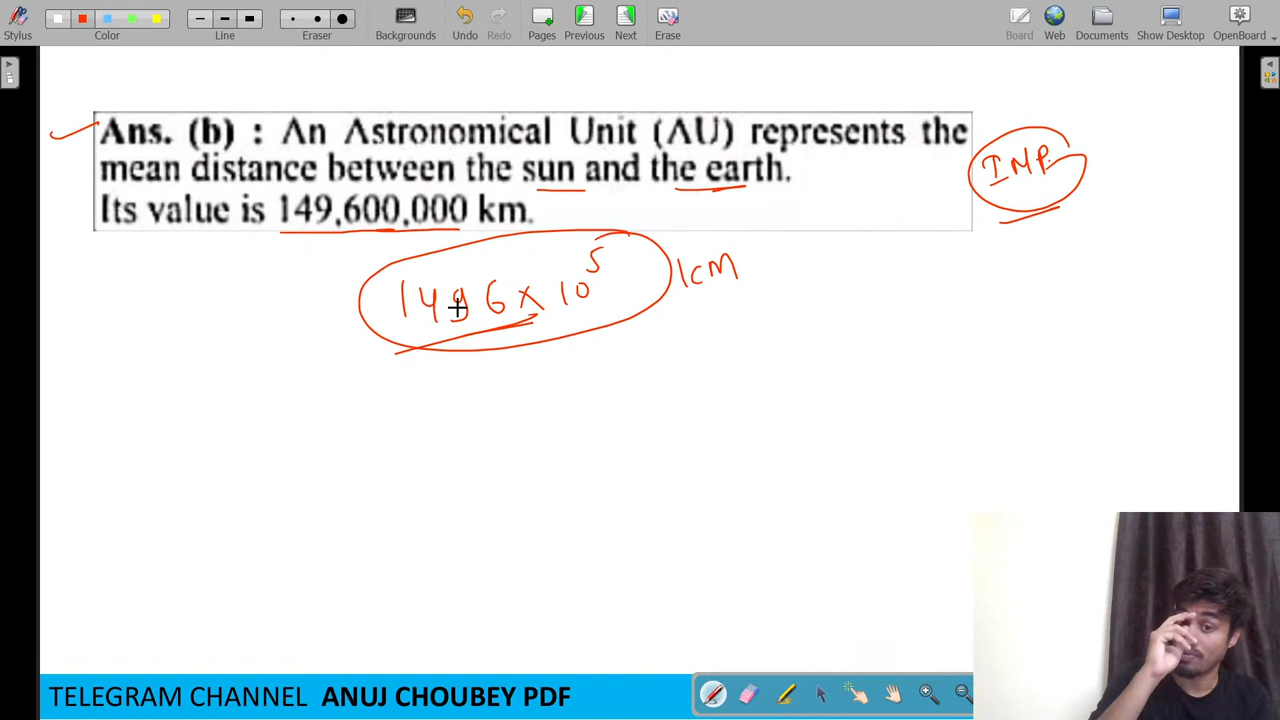 Stylus Color Line Eraser Backgrounds Undo Redo Pages Previous Next Erase Board Web Documents Show Desktop OpenBoard
Ans. (b) : An Astronomical Unit (AU) represents the
mean distance between the sun and the earth.
Its value is 149,600,000 km.
IMP.
1496 x 10^5 KM
TELEGRAM CHANNEL ANUJ CHOUBEY PDF